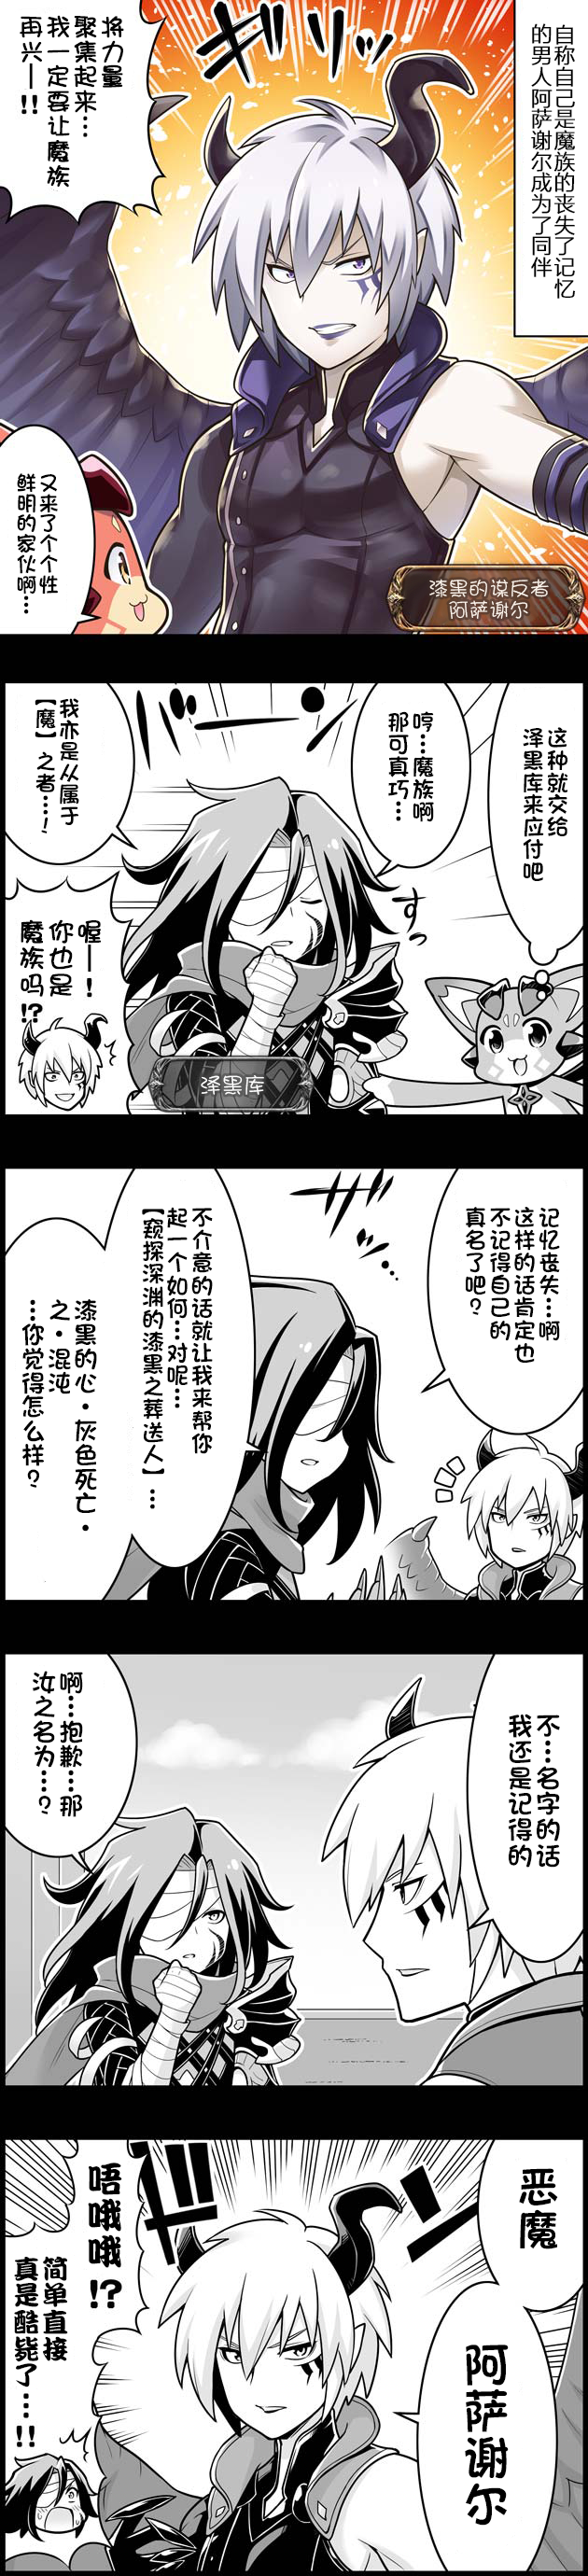 自称自己是魔族的丧失了记忆
的男人阿萨谢尔成为了同伴
ギリッ
将力量
聚集起来…
我一定要让魔族
再兴—!!
又来了个个性
鲜明的家伙啊…
漆黑的谋反者
阿萨谢尔
这种就交给
泽黑库来应付吧
哼…魔族啊
那可真巧…
バーン
我亦是从属于
【魔】之者…!
すっ
喔—!
你也是
魔族吗!?
泽黑库
记忆丧失…啊
这样的话肯定也
不记得自己的
真名了吧?
不介意的话就让我来帮你
起一个如何…对呢…
【窥探深渊的漆黑之葬送人】…
漆黑的心·灰色死亡·
之·混沌
…你觉得怎么样?
不…名字的话
我还是记得的
啊…抱歉…那
汝之名为…?
恶魔
阿萨谢尔
唔哦哦!?
简单直接
真是酷毙了…!!